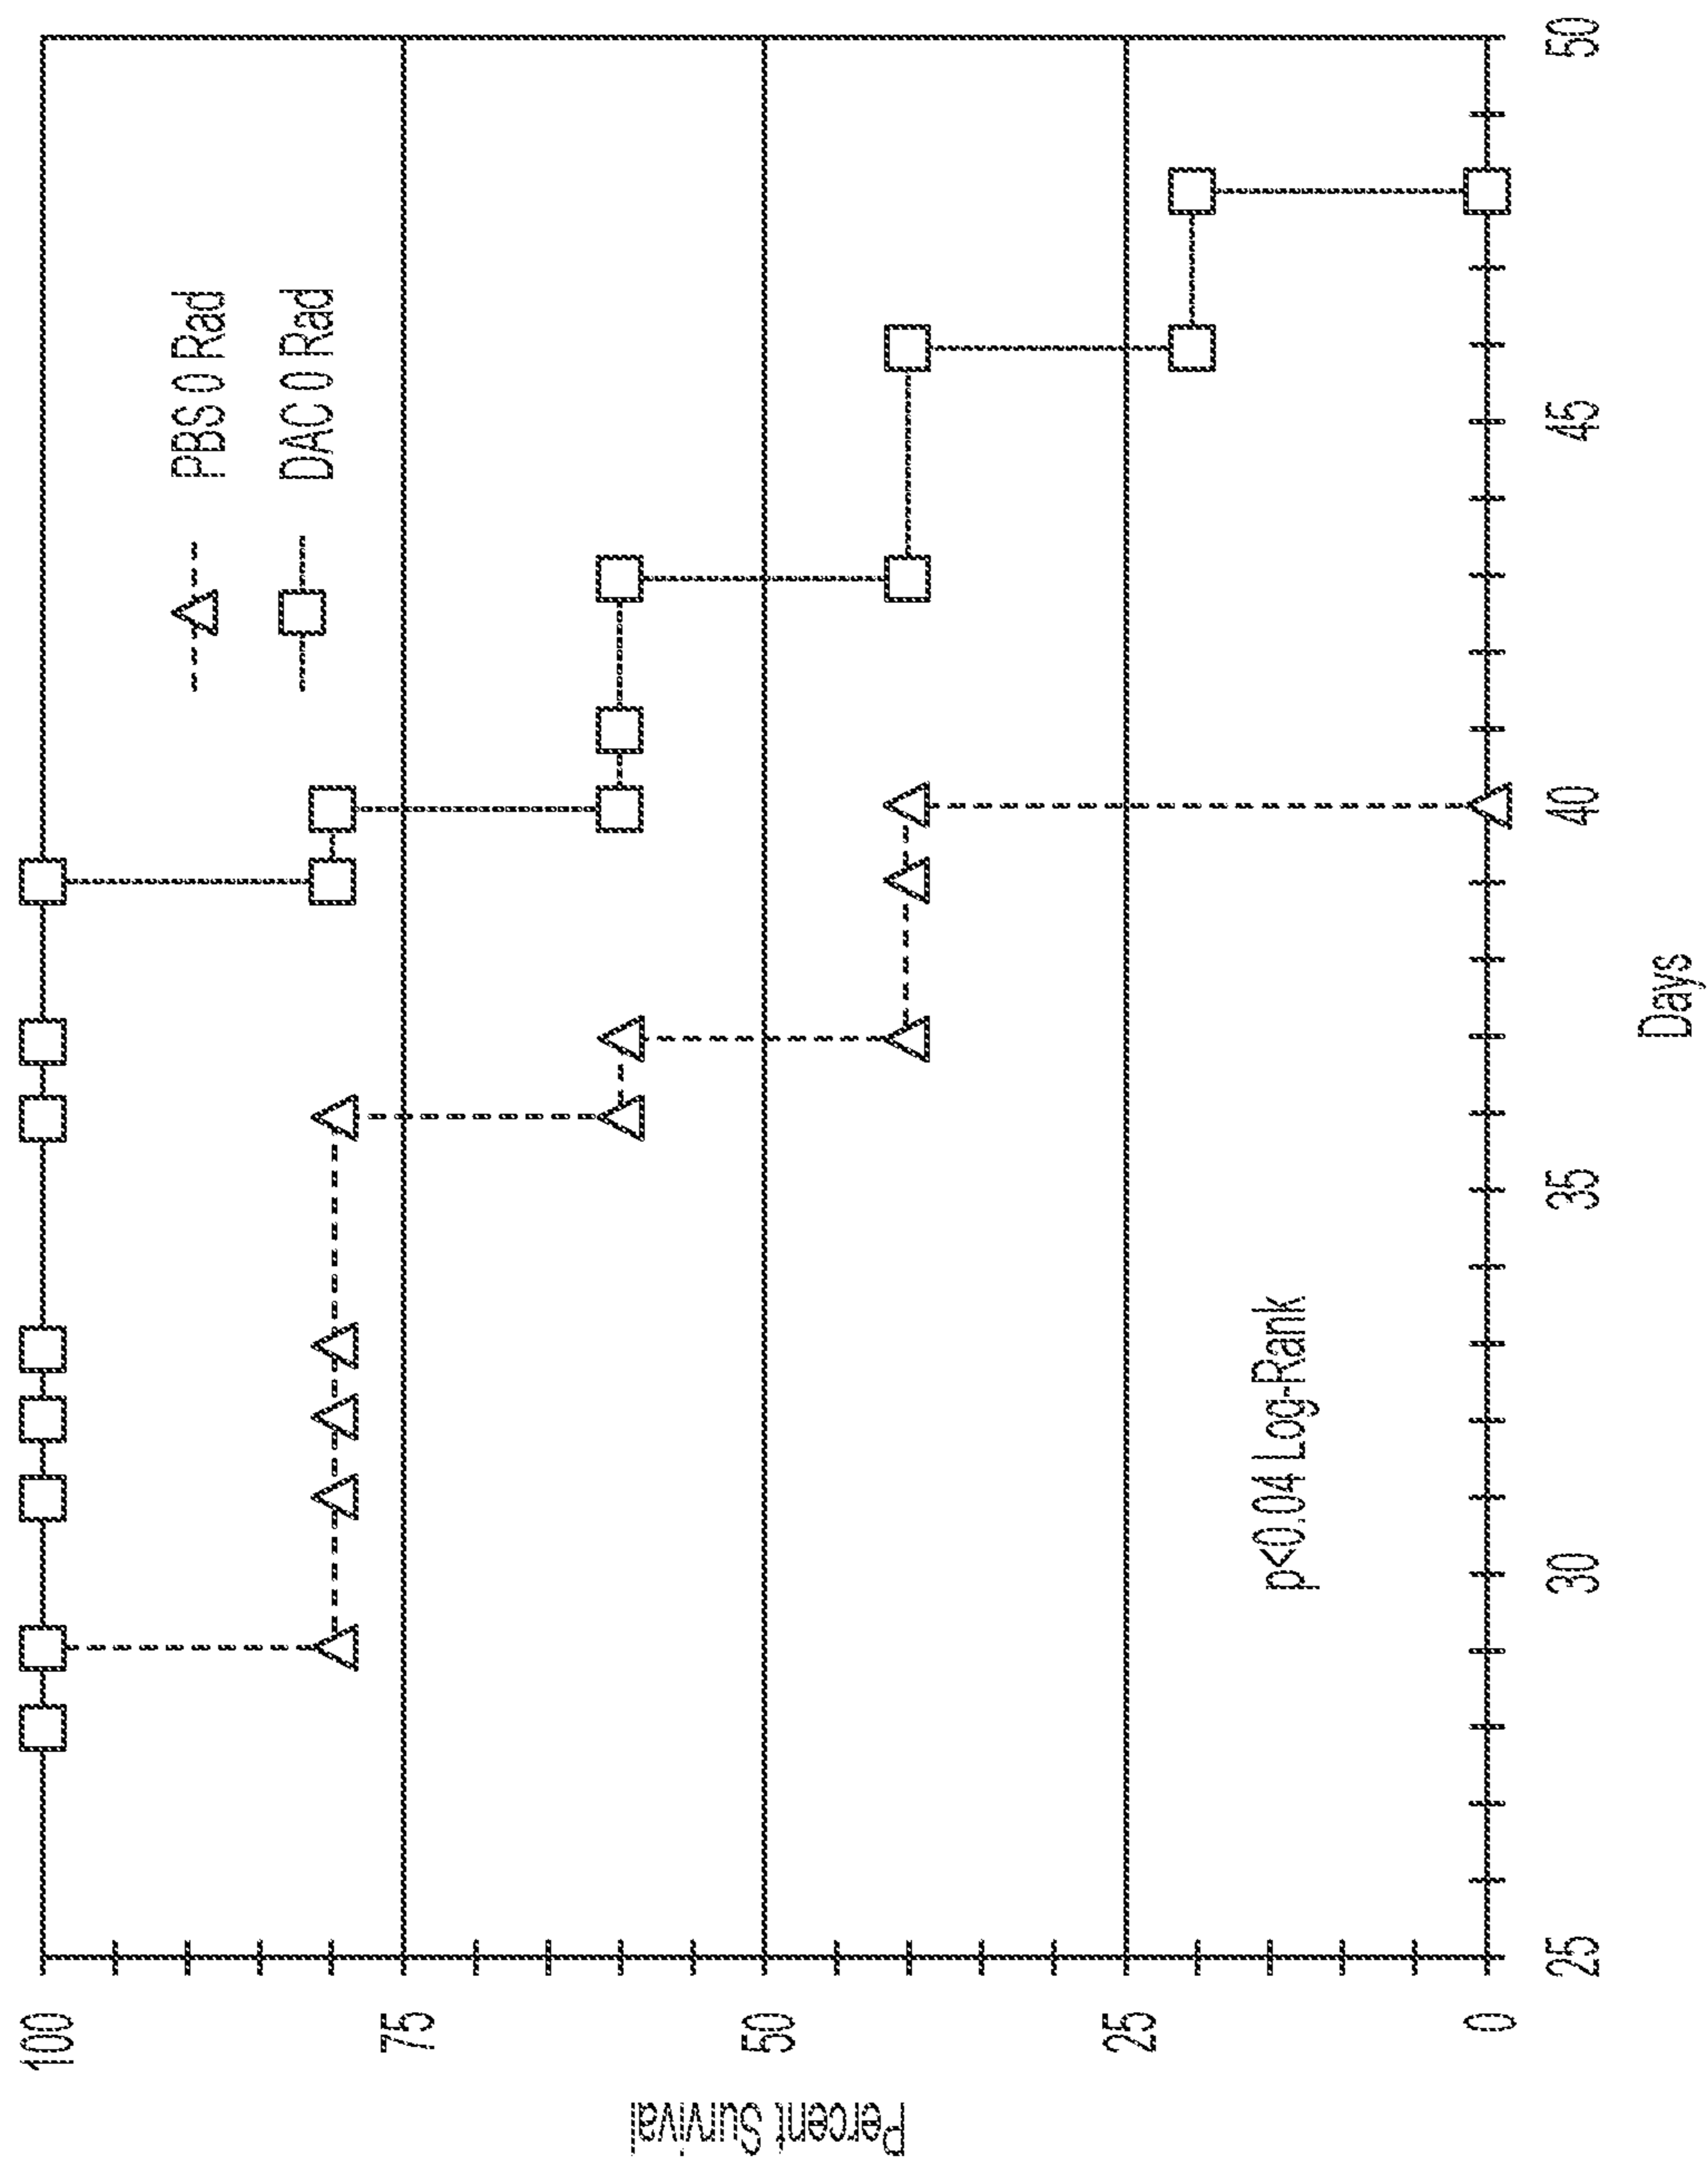 Percent Survival
100
75
50
25
0
PBS 0 Rad
DAC 0 Rad
p<0.04 Log-Rank
25
30
35
40
45
50
Days